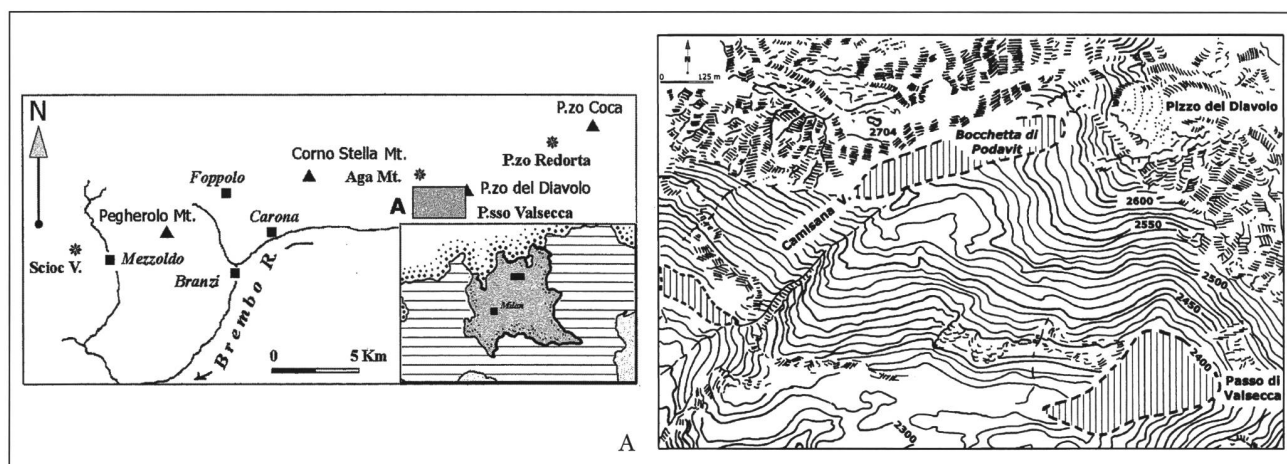 N
P.zo Coca
P.zo Redorta
Corno Stella Mt.
Aga Mt.
Foppolo
P.zo del Diavolo
A
P.sso Valsecca
Pegherolo Mt.
Carona
Scioc V.
Mezzoldo
Branzi
Brembo R.
Milan
0 5 Km
A
N
0 125 m
Pizzo del Diavolo
2704
Bocchetta di
Podavit
Camisana V.
2600
2550
2500
2450
2400
Passo di
Valsecca
2300